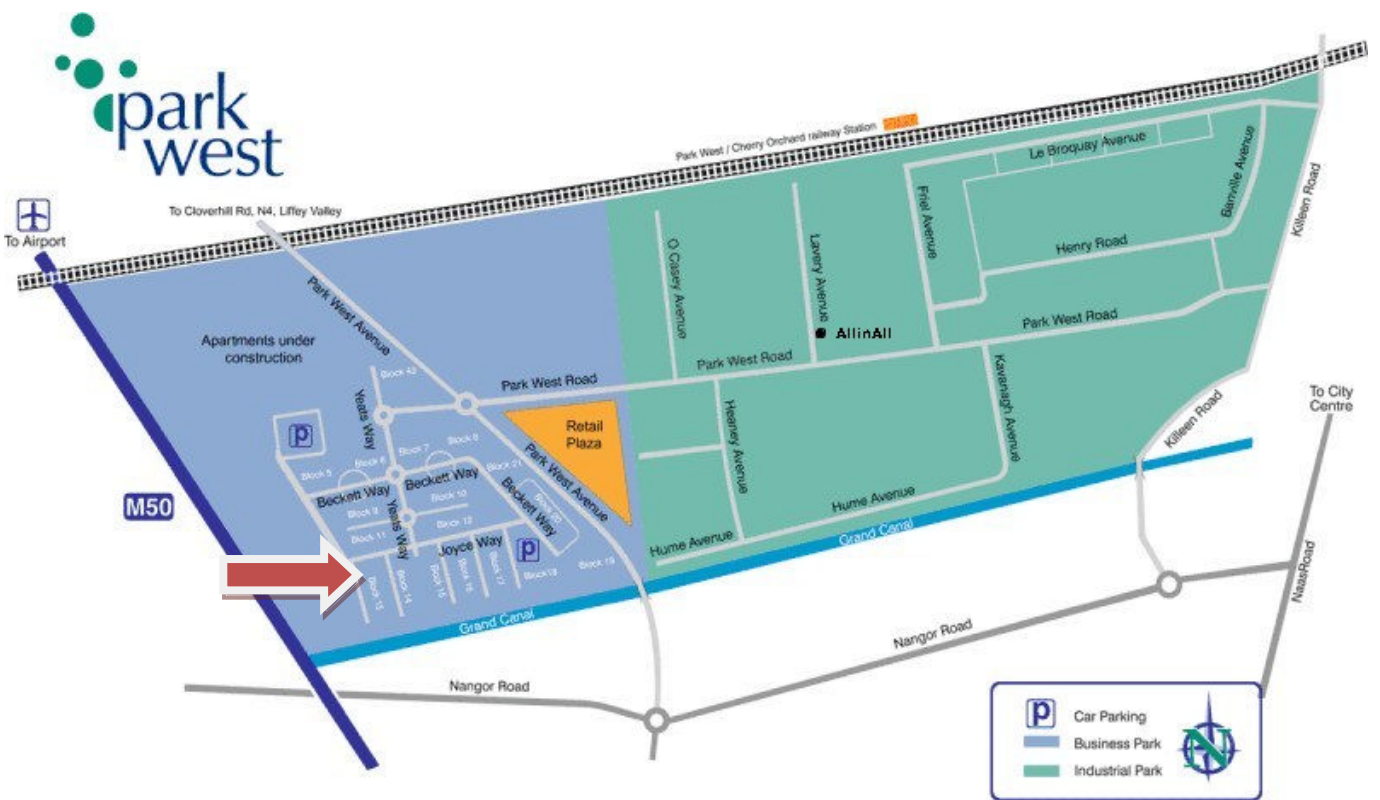 park
west
Park West / Cherry Orchard railway Station
To Cloverhill Rd, N4, Liffey Valley
To Airport
Le Broquay Avenue
Banville Avenue
Killeen Road
Friel Avenue
Henry Road
O Casey Avenue
Lavery Avenue
AllinAll
Park West Avenue
Apartments under
construction
Park West Road
Park West Road
Park West Road
Block 43
Yeats Way
Retail
Plaza
Kavanagh Avenue
Heaney Avenue
To City
Centre
Killeen Road
P
Block 5
Block 6
Block 7
Block 8
Block 21
Park West Avenue
Beckett Way
Beckett Way
Beckett Way
Block 10
Block 9
Block 20
Yeats Way
Block 12
Block 11
Joyce Way
P
M50
Hume Avenue
Hume Avenue
Grand Canal
Block 14
Block 16
Block 17
Block 18
Block 19
Grand Canal
Naas Road
Nangor Road
Nangor Road
P
Car Parking
Business Park
Industrial Park
N